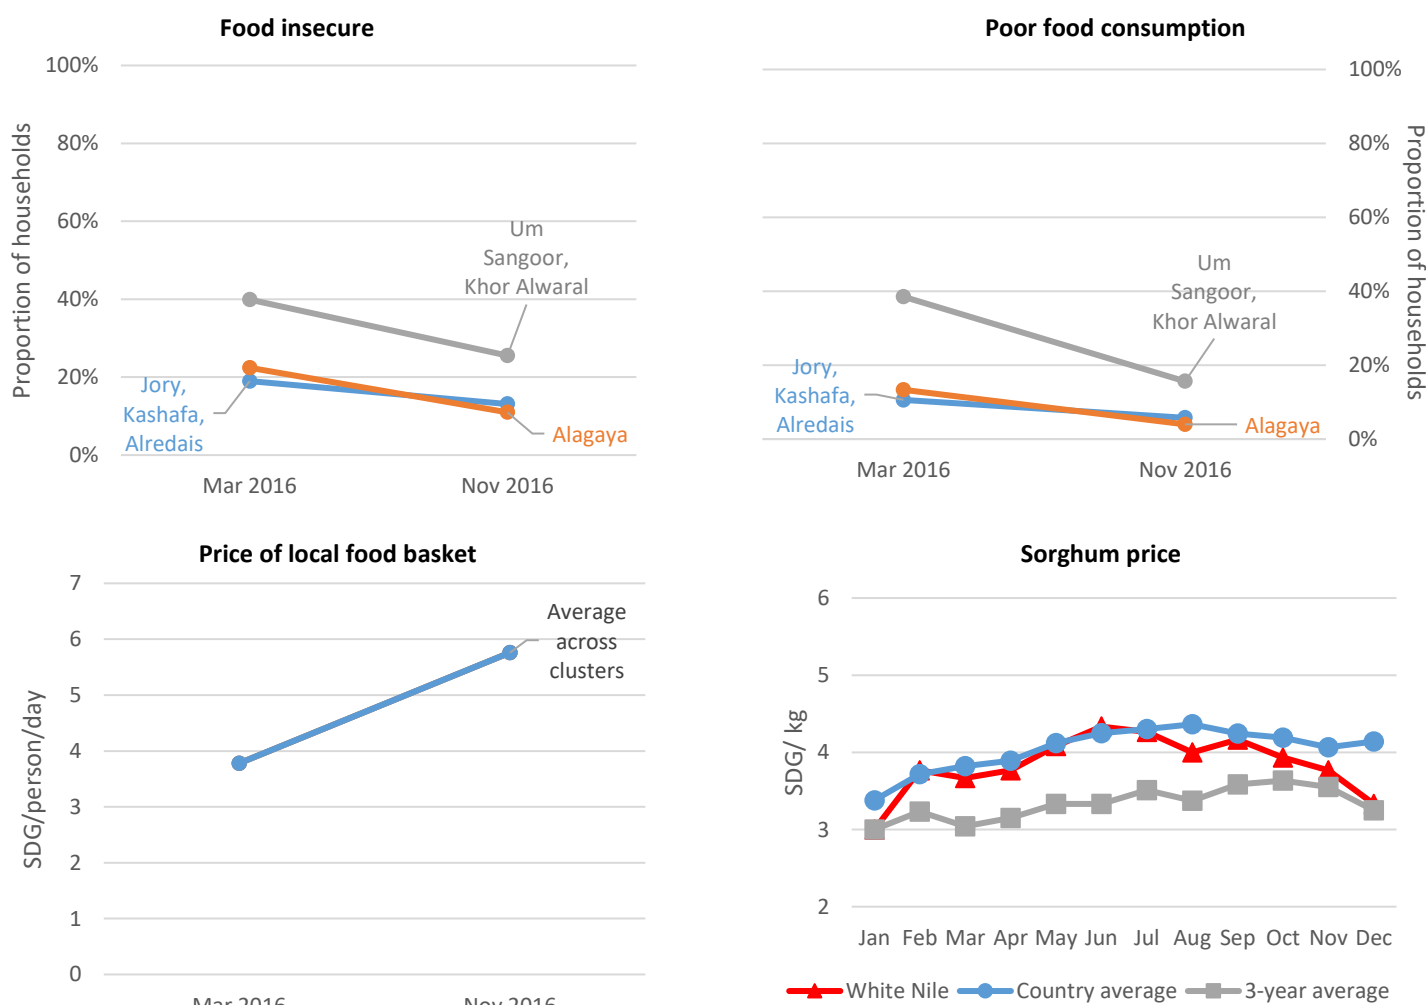 Food insecure
100%
80%
60%
40%
20%
0%
Proportion of households
Um
Sangoor,
Khor Alwaral
Jory,
Kashafa,
Alredais
Alagaya
Mar 2016
Nov 2016
Poor food consumption
100%
80%
60%
40%
20%
0%
Proportion of households
Um
Sangoor,
Khor Alwaral
Jory,
Kashafa,
Alredais
Alagaya
Mar 2016
Nov 2016
Price of local food basket
7
6
5
4
3
2
1
0
SDG/person/day
Average
across
clusters
Mar 2016
Nov 2016
Sorghum price
6
5
4
3
2
SDG/ kg
Jan Feb Mar Apr May Jun Jul Aug Sep Oct Nov Dec
White Nile Country average 3-year average